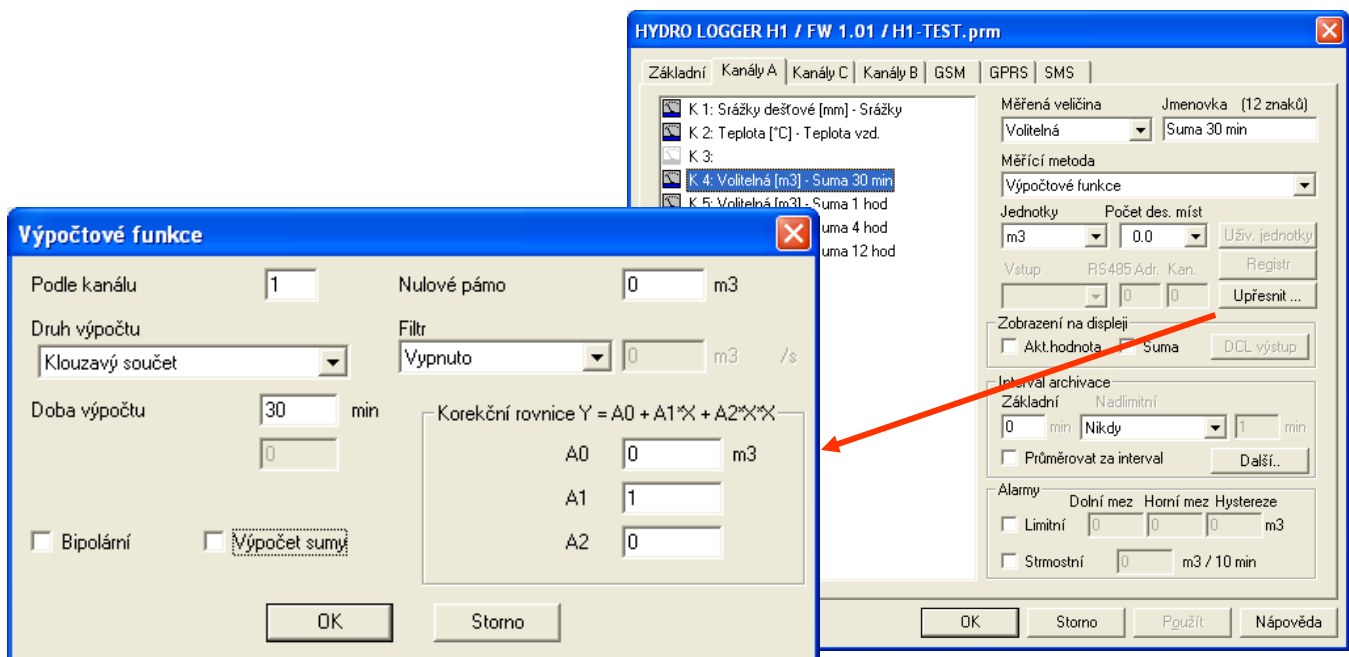 HYDRO LOGGER H1 / FW 1.01 / H1-TEST.prm
Základní Kanály A Kanály C Kanály B GSM GPRS SMS
K 1: Srážky dešťové [mm] - Srážky
K 2: Teplota [°C] - Teplota vzd.
K 3:
K 4: Volitelná [m3] - Suma 30 min
K 5: Volitelná [m3] - Suma 1 hod
uma 4 hod
uma 12 hod
Měřená veličina Jmenovka (12 znaků)
Volitelná Suma 30 min
Měřící metoda
Výpočtové funkce
Jednotky Počet des. míst
m3 0.0 Uživ. jednotky
Vstup RS485 Adr. Kan. Registr
0 0 Upřesnit ...
Zobrazení na displeji
Akt.hodnota Suma DCL výstup
Interval archivace
Základní Nadlimitní
0 min Nikdy 1 min
Průměrovat za interval Další..
Alarmy
Dolní mez Horní mez Hystereze
Limitní 0 0 0 m3
Strmostní 0 m3 / 10 min
OK Storno Použít Nápověda
Výpočtové funkce
Podle kanálu 1 Nulové pámo 0 m3
Druh výpočtu Filtr
Klouzavý součet Vypnuto 0 m3 /s
Doba výpočtu 30 min Korekční rovnice Y = A0 + A1*X + A2*X*X
0 A0 0 m3
A1 1
Bipolární Výpočet sumy A2 0
OK Storno